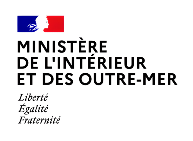 MINISTÈRE
DE L'INTÉRIEUR
ET DES OUTRE-MER
Liberté
Égalité
Fraternité